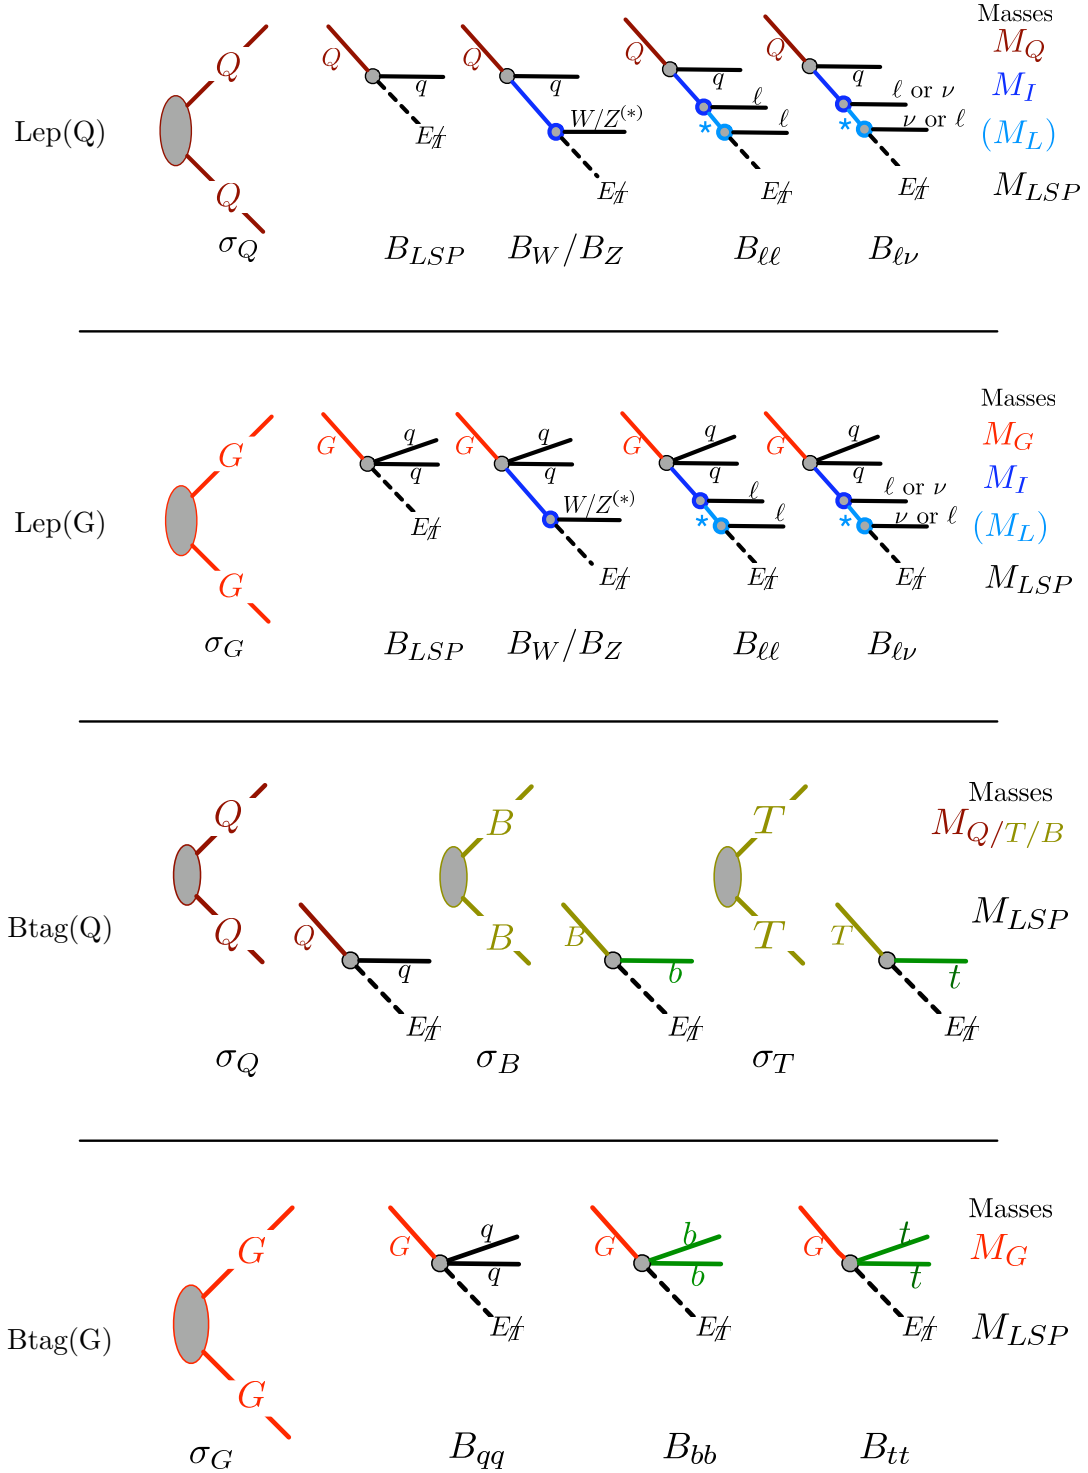 Masses
Q Q q E̸_T
Q q W/Z^(*) E̸_T
Q q ℓ ℓ * E̸_T
Q q ℓ or ν ν or ℓ * E̸_T
M_Q
M_I
Lep(Q)
(M_L)
Q
M_LSP
σ_Q B_LSP B_W/B_Z B_ℓℓ B_ℓν
Masses
G G q q E̸_T
G q q W/Z^(*) E̸_T
G q q ℓ ℓ * E̸_T
G q q ℓ or ν ν or ℓ * E̸_T
M_G
M_I
Lep(G)
(M_L)
G
M_LSP
σ_G B_LSP B_W/B_Z B_ℓℓ B_ℓν
Masses
Q B T
M_Q/T/B
Btag(Q)
M_LSP
Q Q q E̸_T
B B b E̸_T
T T t E̸_T
σ_Q σ_B σ_T
Masses
G G q q E̸_T
G b b E̸_T
G t t E̸_T
M_G
Btag(G)
M_LSP
G
σ_G B_qq B_bb B_tt